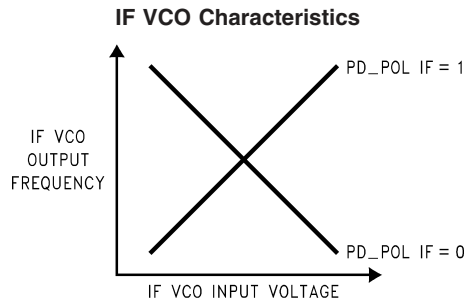 IF VCO Characteristics
PD_POL IF = 1
IF VCO
OUTPUT
FREQUENCY
PD_POL IF = 0
IF VCO INPUT VOLTAGE